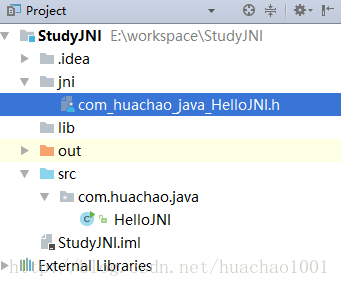 Project
StudyJNI E:\workspace\StudyJNI
.idea
jni
com_huachao_java_HelloJNI.h
lib
out
src
com.huachao.java
HelloJNI
StudyJNI.iml
External Libraries
http://blog.csdn.net/huachao1001